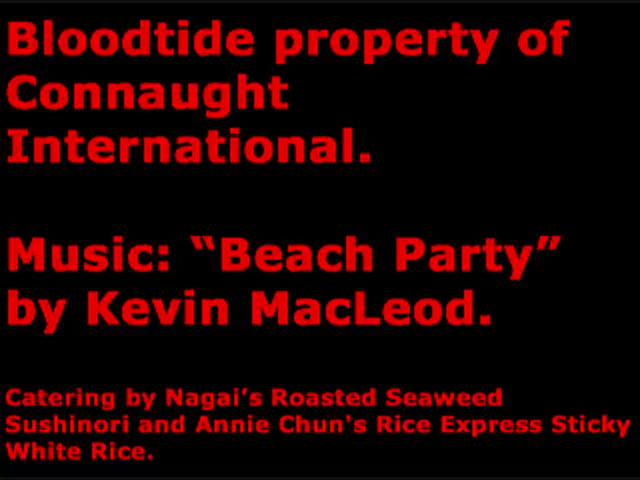 Bloodtide property of
Connaught
International.
Music: “Beach Party”
by Kevin MacLeod.
Catering by Nagai’s Roasted Seaweed
Sushinori and Annie Chun's Rice Express Sticky
White Rice.